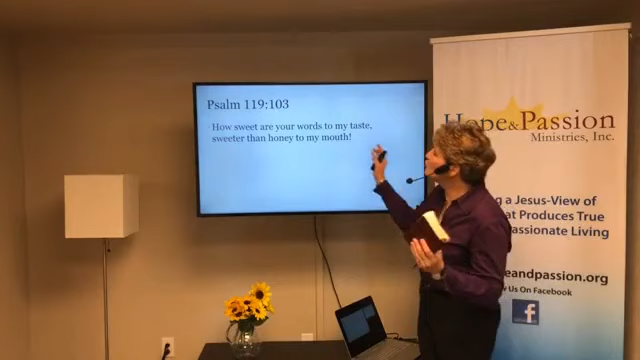 Psalm 119:103
How sweet are your words to my taste,
sweeter than honey to my mouth!
Hope&Passion
Ministries, Inc.
a Jesus-View of
at Produces True
passionate Living
eandpassion.org
Us On Facebook
f